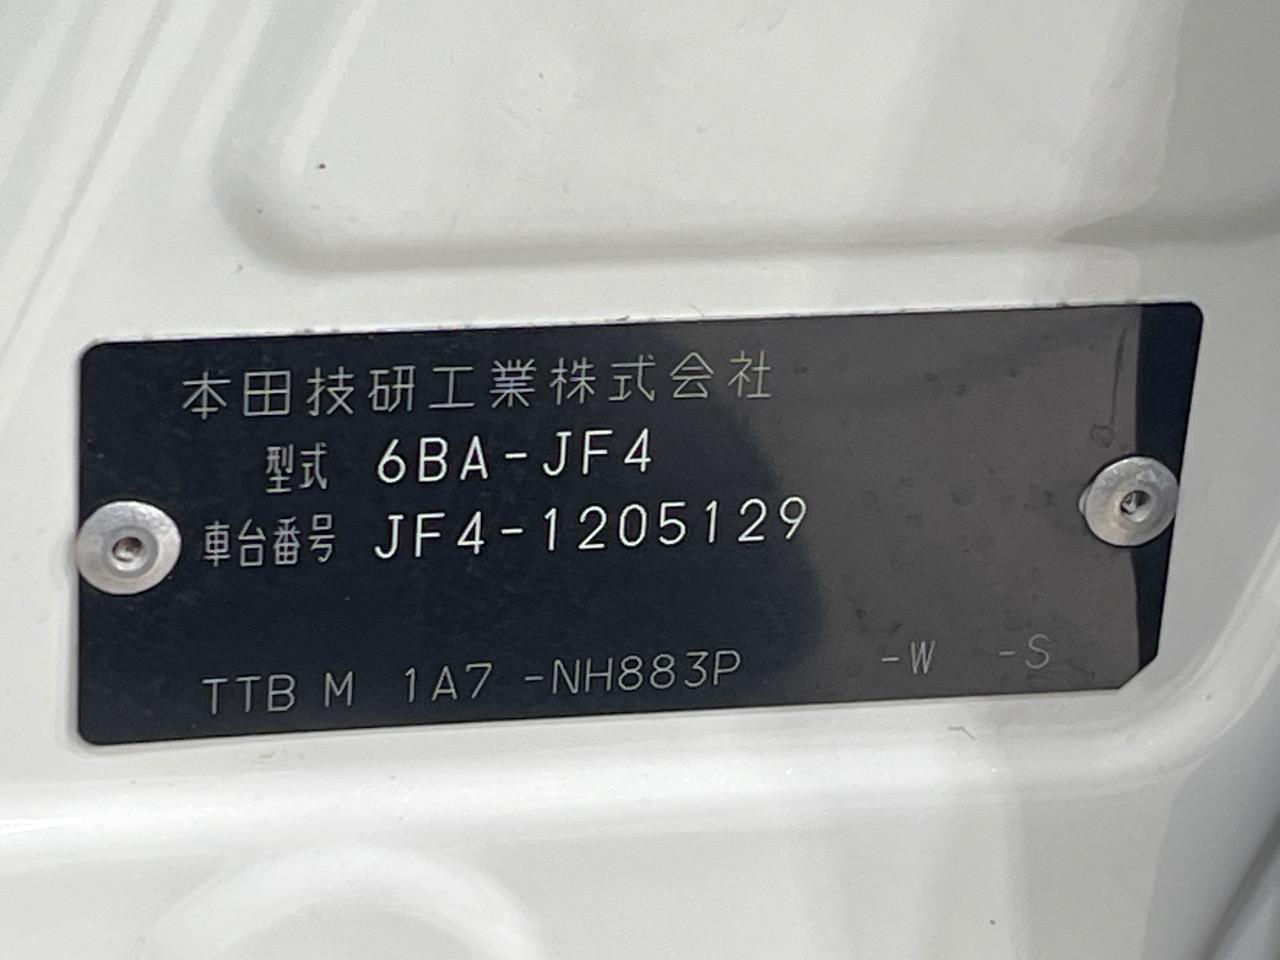 本田技研工業株式会社
型式 6BA-JF4
車台番号 JF4-1205129
TTB M 1A7 -NH883P -W -S